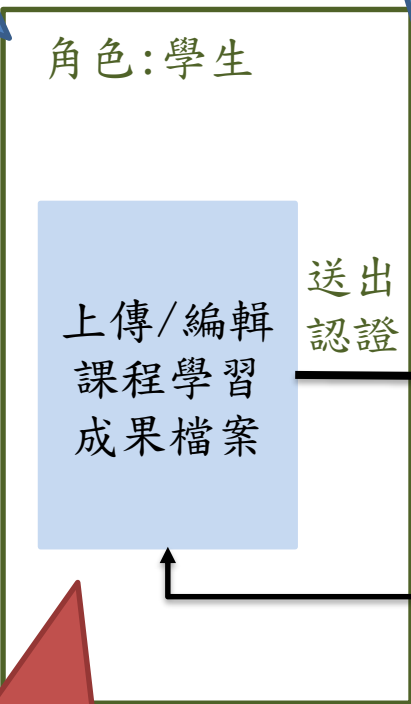 角色:學生
送出
認證
上傳/編輯
課程學習
成果檔案